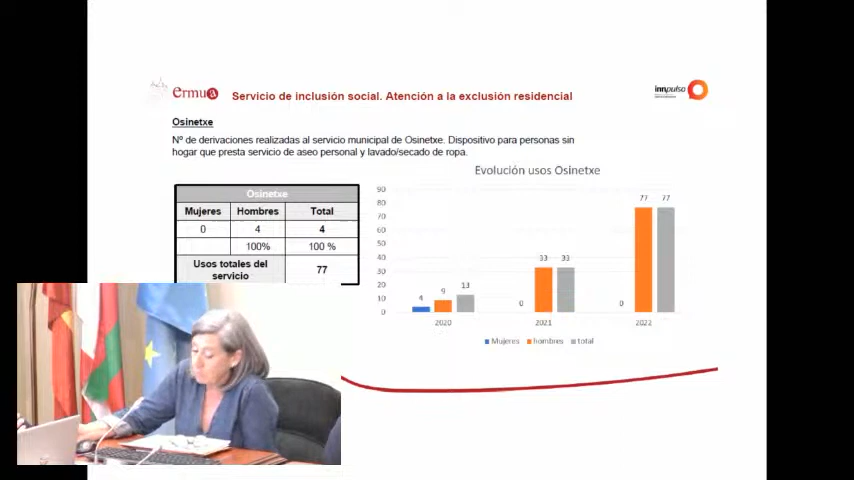 ermua
Servicio de inclusión social. Atención a la exclusión residencial
innpulso
Osinetxe
Nº de derivaciones realizadas al servicio municipal de Osinetxe. Dispositivo para personas sin
hogar que presta servicio de aseo personal y lavado/secado de ropa.
Osinetxe
Mujeres Hombres Total
0 4 4
100% 100 %
Usos totales del
servicio
77
Evolución usos Osinetxe
90
80
70
60
50
40
30
20
10
0
4 9 13
0 33 33
0 77 77
2020 2021 2022
Mujeres hombres total